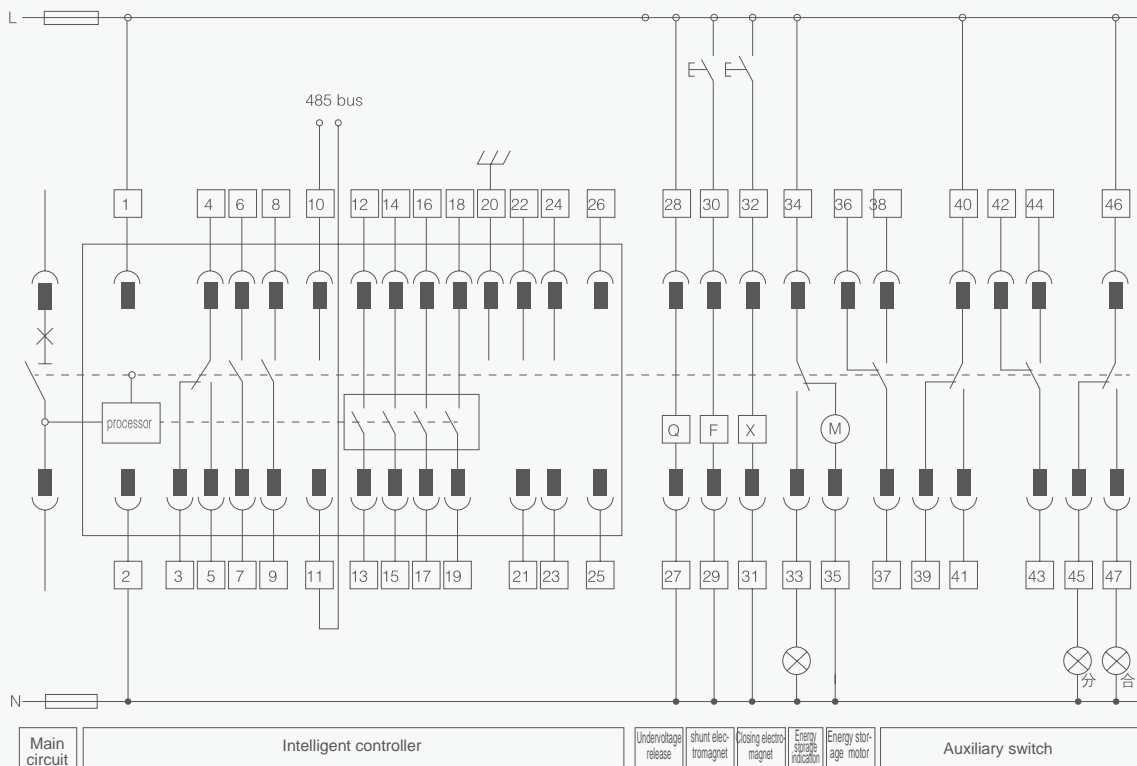 L
485 bus
1 4 6 8 10 12 14 16 18 20 22 24 26 28 30 32 34 36 38 40 42 44 46
processor
Q F X M
2 3 5 7 9 11 13 15 17 19 21 23 25 27 29 31 33 35 37 39 41 43 45 47
分 合
N
Main
circuit
Intelligent controller
Undervoltage
release
shunt elec-
tromagnet
Closing electro-
magnet
Energy
storage
indication
Energy stor-
age motor
Auxiliary switch